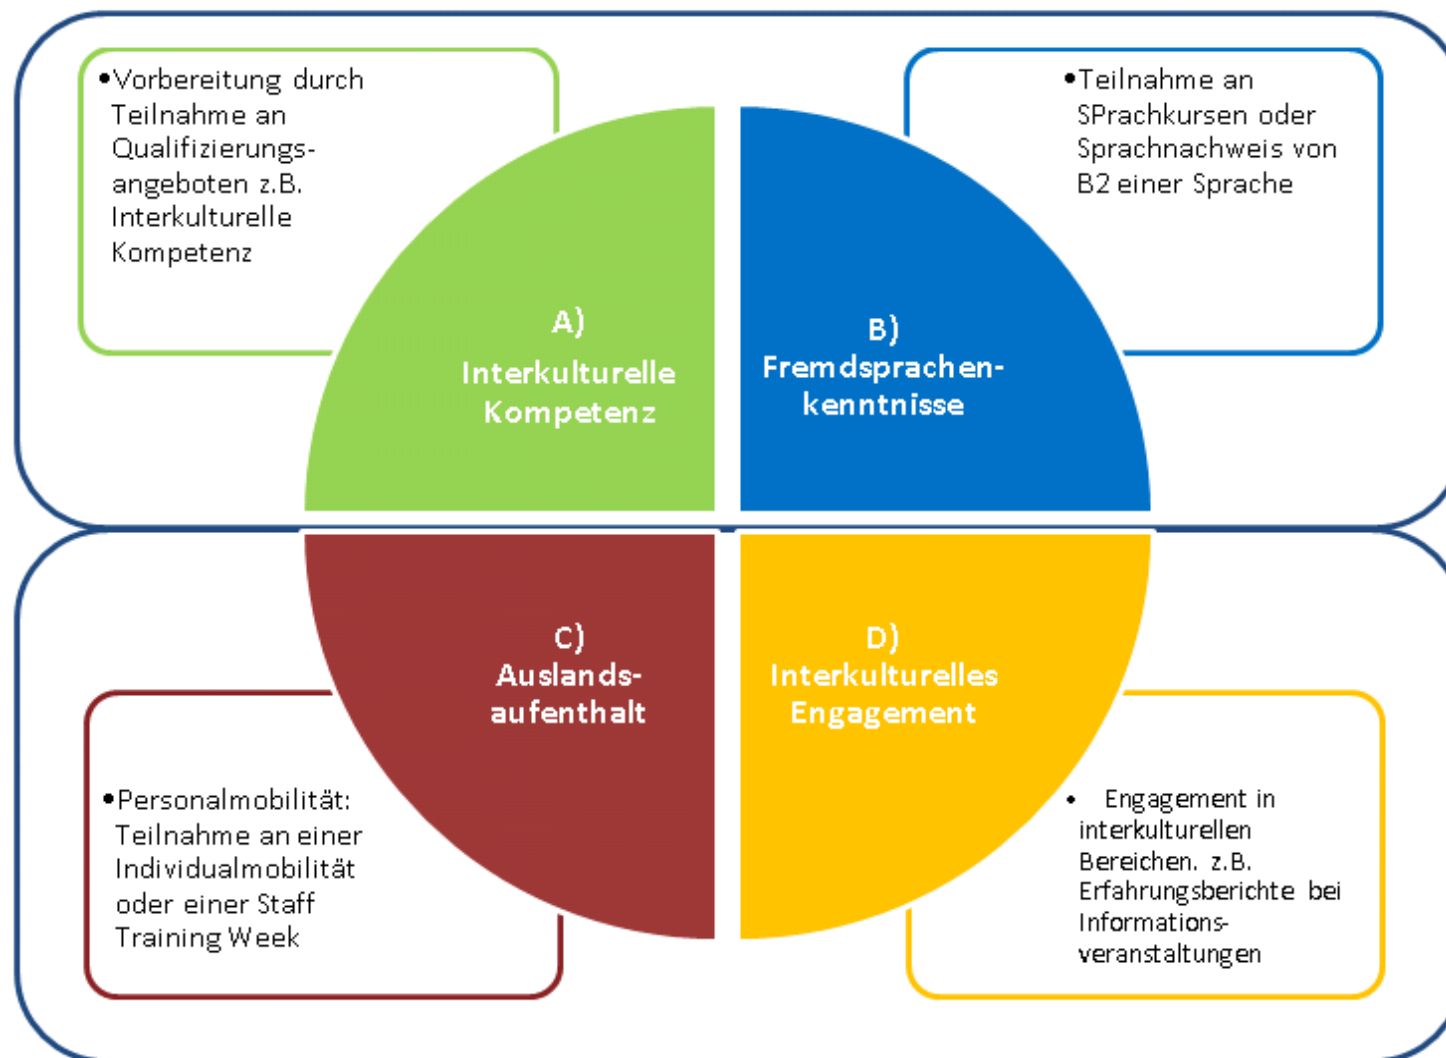 •Vorbereitung durch
Teilnahme an
Qualifizierungs-
angeboten z.B.
Interkulturelle
Kompetenz
•Teilnahme an
SPrachkursen oder
Sprachnachweis von
B2 einer Sprache
A)
Interkulturelle
Kompetenz
B)
Fremdsprachen-
kenntnisse
C)
Auslands-
aufenthalt
D)
Interkulturelles
Engagement
•Personalmobilität:
Teilnahme an einer
Individualmobilität
oder einer Staff
Training Week
• Engagement in
interkulturellen
Bereichen. z.B.
Erfahrungsberichte bei
Informations-
veranstaltungen